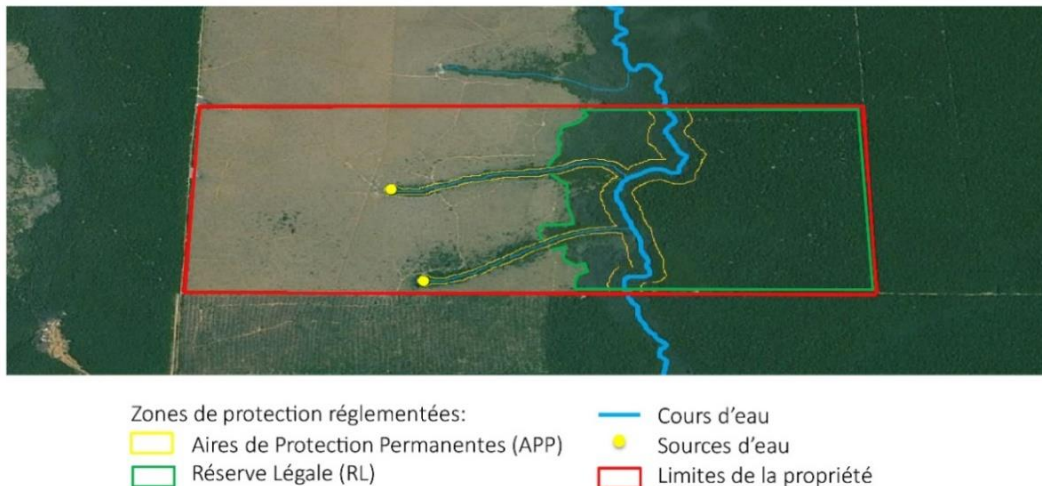 Zones de protection réglementées:
Aires de Protection Permanentes (APP)
Réserve Légale (RL)
Cours d'eau
Sources d'eau
Limites de la propriété